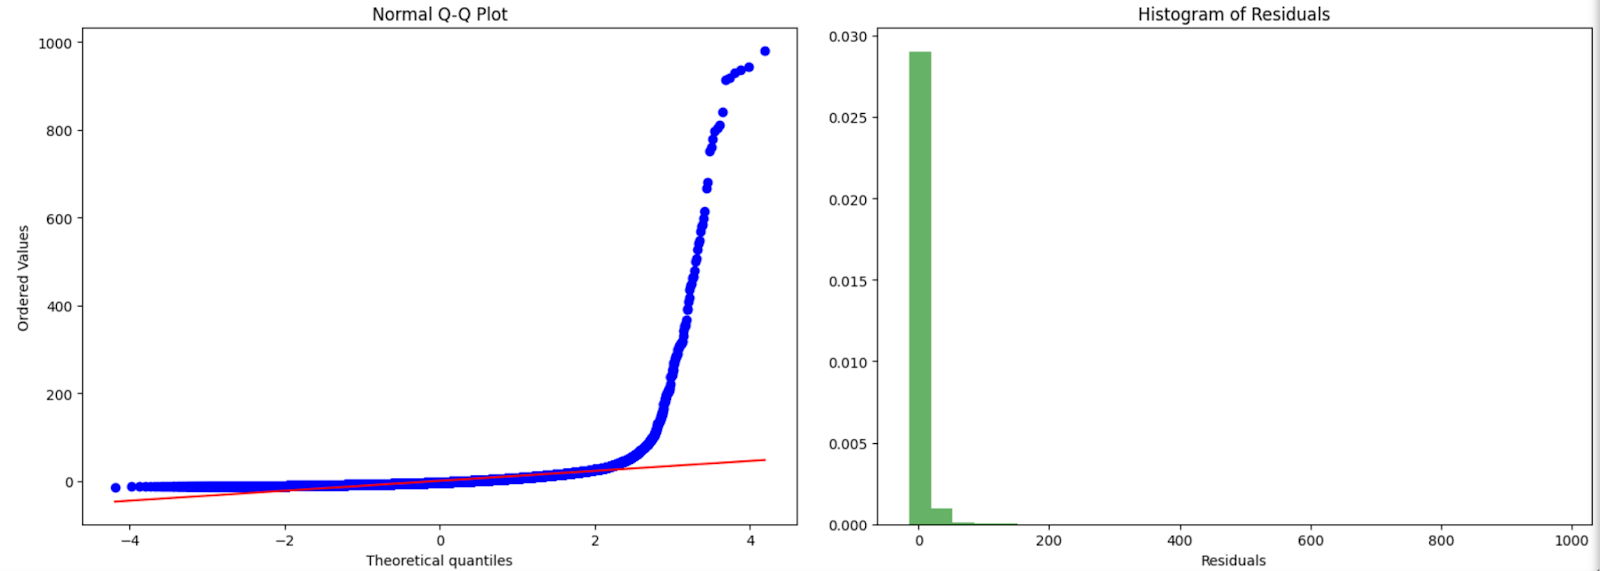 Normal Q-Q Plot
1000
800
600
400
200
0
Ordered Values
−4 −2 0 2 4
Theoretical quantiles
Histogram of Residuals
0.030
0.025
0.020
0.015
0.010
0.005
0.000
0 200 400 600 800 1000
Residuals